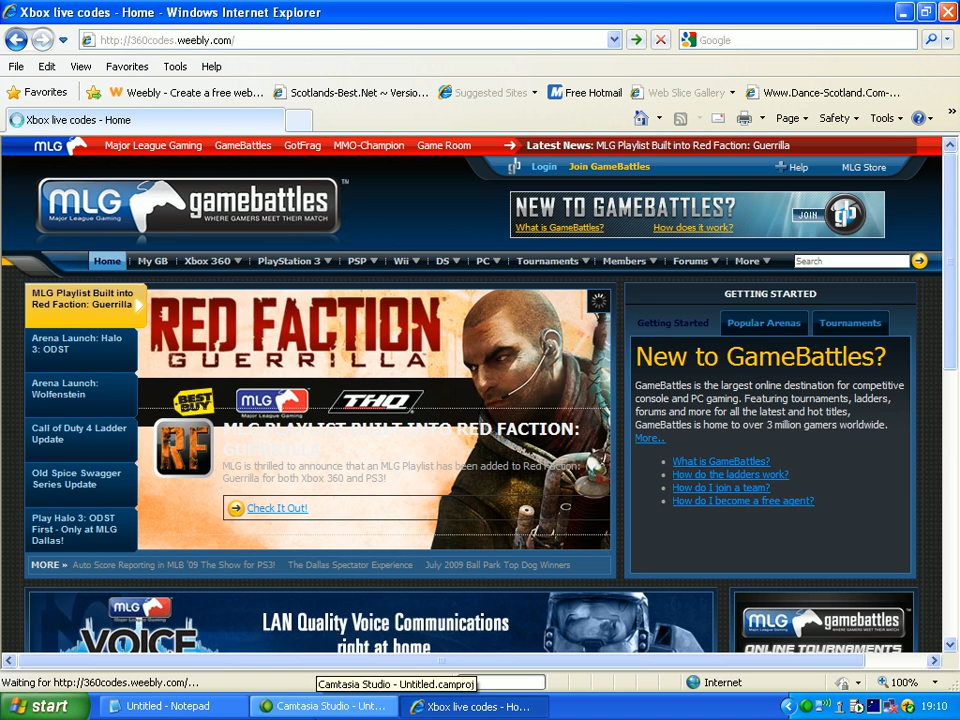 Xbox live codes - Home - Windows Internet Explorer
http://360codes.weebly.com/
Google
File Edit View Favorites Tools Help
Favorites Weebly - Create a free web... Scotlands-Best.Net ~ Versio... Suggested Sites Free Hotmail Web Slice Gallery Www.Dance-Scotland.Com-...
Xbox live codes - Home
Page Safety Tools
MLG Major League Gaming GameBattles GotFrag MMO-Champion Game Room Latest News: MLG Playlist Built into Red Faction: Guerrilla
gb Login Join GameBattles Help MLG Store
MLG gamebattles TM
Major League Gaming WHERE GAMERS MEET THEIR MATCH
NEW TO GAMEBATTLES? JOIN gb
What is GameBattles? How does it work?
Home My GB Xbox 360 PlayStation 3 PSP Wii DS PC Tournaments Members Forums More Search
MLG Playlist Built into
Red Faction: Guerrilla
Arena Launch: Halo
3: ODST
Arena Launch:
Wolfenstein
Call of Duty 4 Ladder
Update
Old Spice Swagger
Series Update
Play Halo 3: ODST
First - Only at MLG
Dallas!
RED FACTION
GUERRILLA
BEST BUY MLG THQ
Major League Gaming
RF
MLG PLAYLIST BUILT INTO RED FACTION:
GUERRILLA
MLG is thrilled to announce that an MLG Playlist has been added to Red Faction:
Guerrilla for both Xbox 360 and PS3!
Check It Out!
MORE » Auto Score Reporting in MLB '09 The Show for PS3! The Dallas Spectator Experience July 2009 Ball Park Top Dog Winners
GETTING STARTED
Getting Started Popular Arenas Tournaments
New to GameBattles?
GameBattles is the largest online destination for competitive
console and PC gaming. Featuring tournaments, ladders,
forums and more for all the latest and hot titles,
GameBattles is home to over 3 million gamers worldwide.
More..
What is GameBattles?
How do the ladders work?
How do I join a team?
How do I become a free agent?
MLG
Major League Gaming
VOICE
LAN Quality Voice Communications
right at home
MLG gamebattles
Major League Gaming
ONLINE TOURNAMENTS
Waiting for http://360codes.weebly.com/... Camtasia Studio - Untitled.camproj Internet 100%
start Untitled - Notepad Camtasia Studio - Unt... Xbox live codes - Ho... 19:10